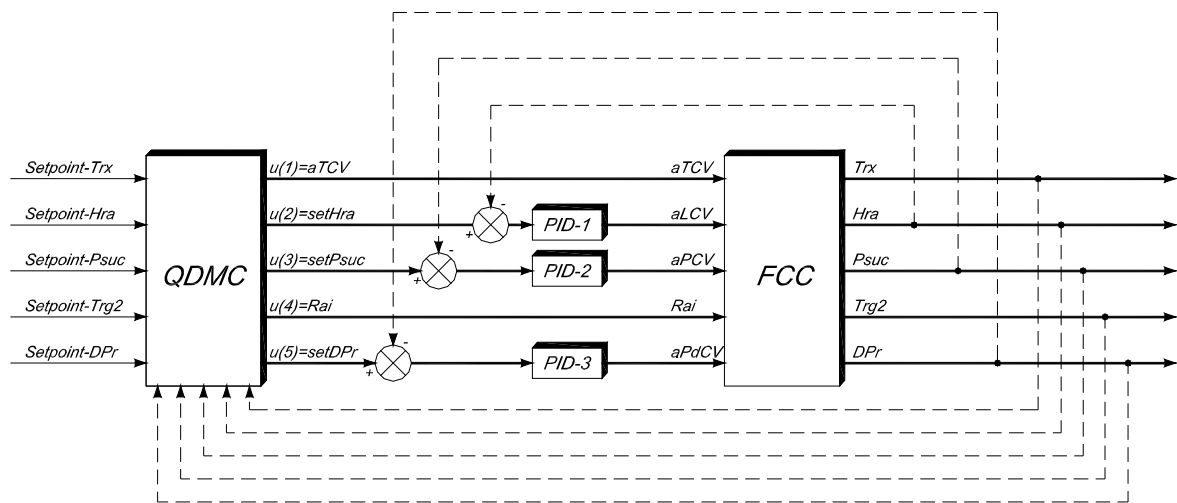 Setpoint-Trx
u(1)=aTCV
aTCV
Trx
-
Setpoint-Hra
u(2)=setHra
+
PID-1
aLCV
Hra
-
Setpoint-Psuc
u(3)=setPsuc
+
PID-2
aPCV
Psuc
QDMC
FCC
Setpoint-Trg2
u(4)=Rai
Rai
Trg2
-
Setpoint-DPr
u(5)=setDPr
+
PID-3
aPdCV
DPr